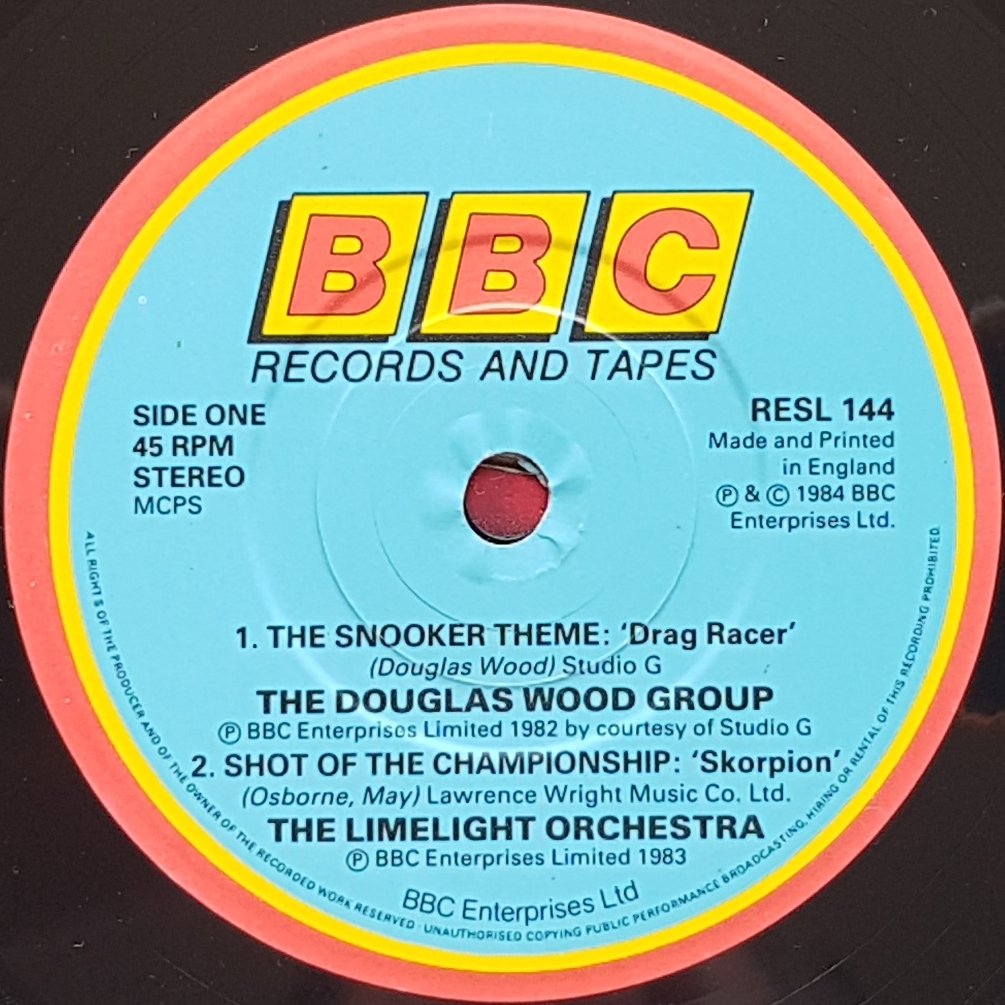 BBC
RECORDS AND TAPES
SIDE ONE
45 RPM
STEREO
MCPS
RESL 144
Made and Printed
in England
Ⓟ & © 1984 BBC
Enterprises Ltd.
1. THE SNOOKER THEME: ‘Drag Racer’
(Douglas Wood) Studio G
THE DOUGLAS WOOD GROUP
Ⓟ BBC Enterprises Limited 1982 by courtesy of Studio G
2. SHOT OF THE CHAMPIONSHIP: ‘Skorpion’
(Osborne, May) Lawrence Wright Music Co. Ltd.
THE LIMELIGHT ORCHESTRA
Ⓟ BBC Enterprises Limited 1983
BBC Enterprises Ltd
ALL RIGHTS OF THE PRODUCER AND OF THE OWNER OF THE RECORDED WORK RESERVED · UNAUTHORISED COPYING PUBLIC PERFORMANCE BROADCASTING, HIRING OR RENTAL OF THIS RECORDING PROHIBITED.